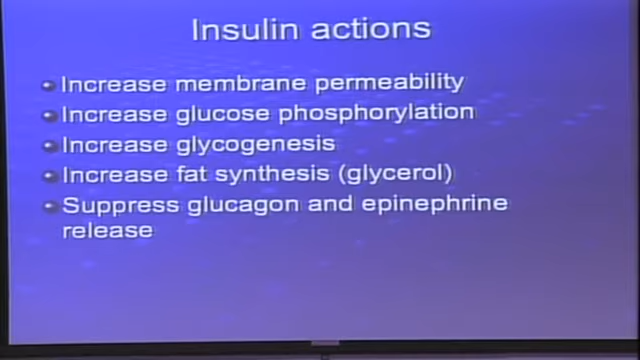 Insulin actions
Increase membrane permeability
Increase glucose phosphorylation
Increase glycogenesis
Increase fat synthesis (glycerol)
Suppress glucagon and epinephrine
release